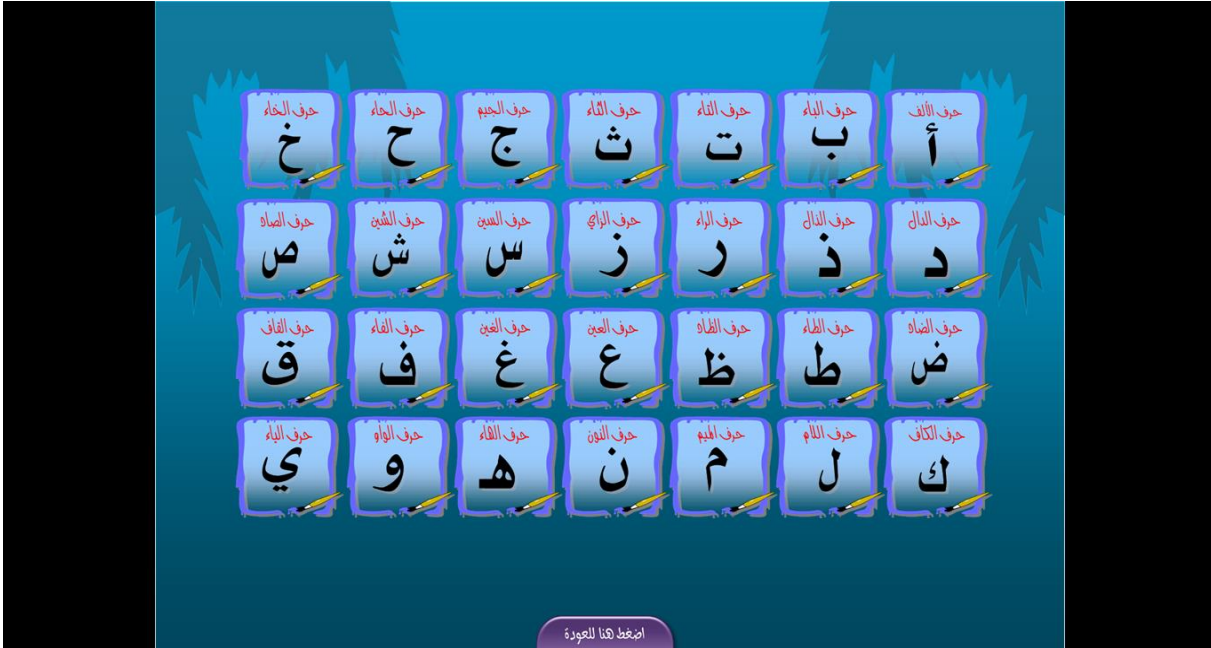 حرف الألف حرف الباء حرف التاء حرف الثاء حرف الجيم حرف الحاء حرف الخاء
أ ب ت ث ج ح خ
حرف الدال حرف الذال حرف الراء حرف الزاي حرف السين حرف الشين حرف الصاد
د ذ ر ز س ش ص
حرف الضاد حرف الطاء حرف الظاد حرف العين حرف الغين حرف الفاء حرف القاف
ض ط ظ ع غ ف ق
حرف الكاف حرف اللام حرف الميم حرف النون حرف الهاء حرف الواو حرف الياء
ك ل م ن هـ و ي
اضغط هنا للعودة